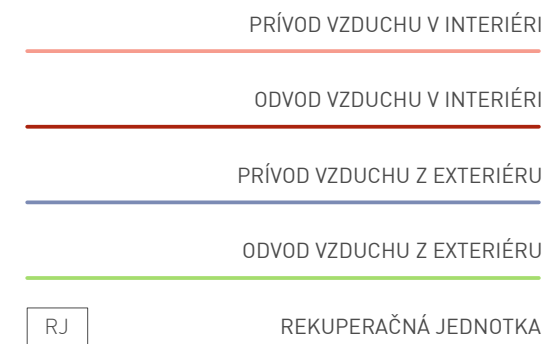 PRÍVOD VZDUCHU V INTERIÉRI
ODVOD VZDUCHU V INTERIÉRI
PRÍVOD VZDUCHU Z EXTERIÉRU
ODVOD VZDUCHU Z EXTERIÉRU
RJ REKUPERAČNÁ JEDNOTKA